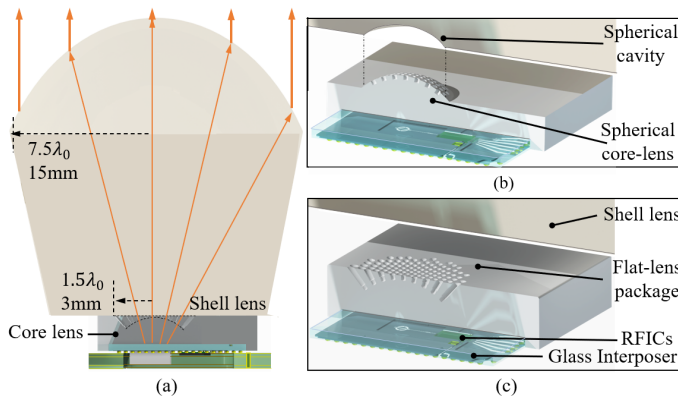 7.5λ₀
15mm
1.5λ₀
3mm
Shell lens
Core lens
(a)
Spherical
cavity
Spherical
core-lens
(b)
Shell lens
Flat-lens
package
RFICs
Glass Interposer
(c)